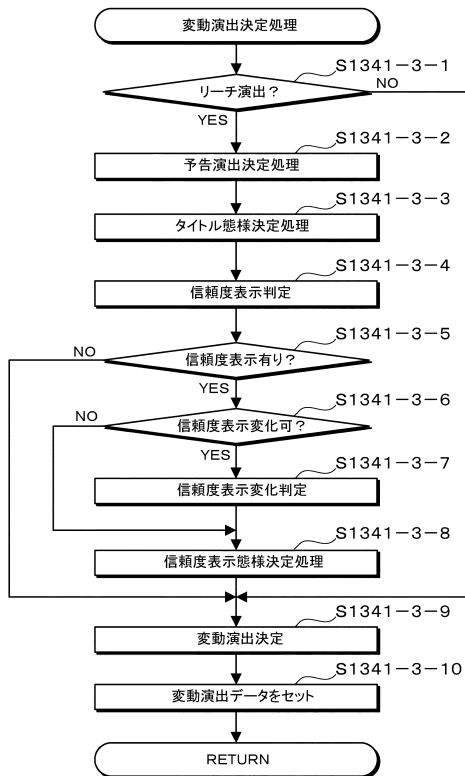 変動演出決定処理
S1341-3-1
リーチ演出？
NO
YES
S1341-3-2
予告演出決定処理
S1341-3-3
タイトル態様決定処理
S1341-3-4
信頼度表示判定
S1341-3-5
NO
信頼度表示有り？
YES
S1341-3-6
NO
信頼度表示変化可？
YES
S1341-3-7
信頼度表示変化判定
S1341-3-8
信頼度表示態様決定処理
S1341-3-9
変動演出決定
S1341-3-10
変動演出データをセット
RETURN